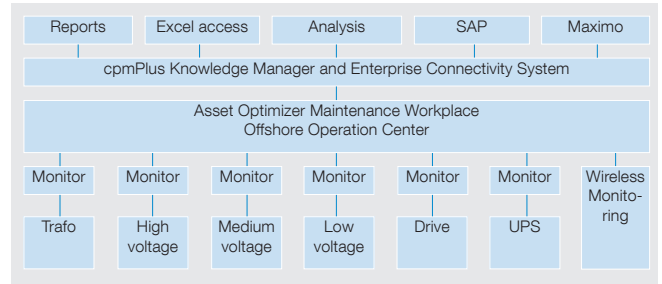 Reports Excel access Analysis SAP Maximo
cpmPlus Knowledge Manager and Enterprise Connectivity System
Asset Optimizer Maintenance Workplace
Offshore Operation Center
Monitor Monitor Monitor Monitor Monitor Monitor Wireless
Monito-
ring
Trafo High Medium Low Drive UPS
voltage voltage voltage